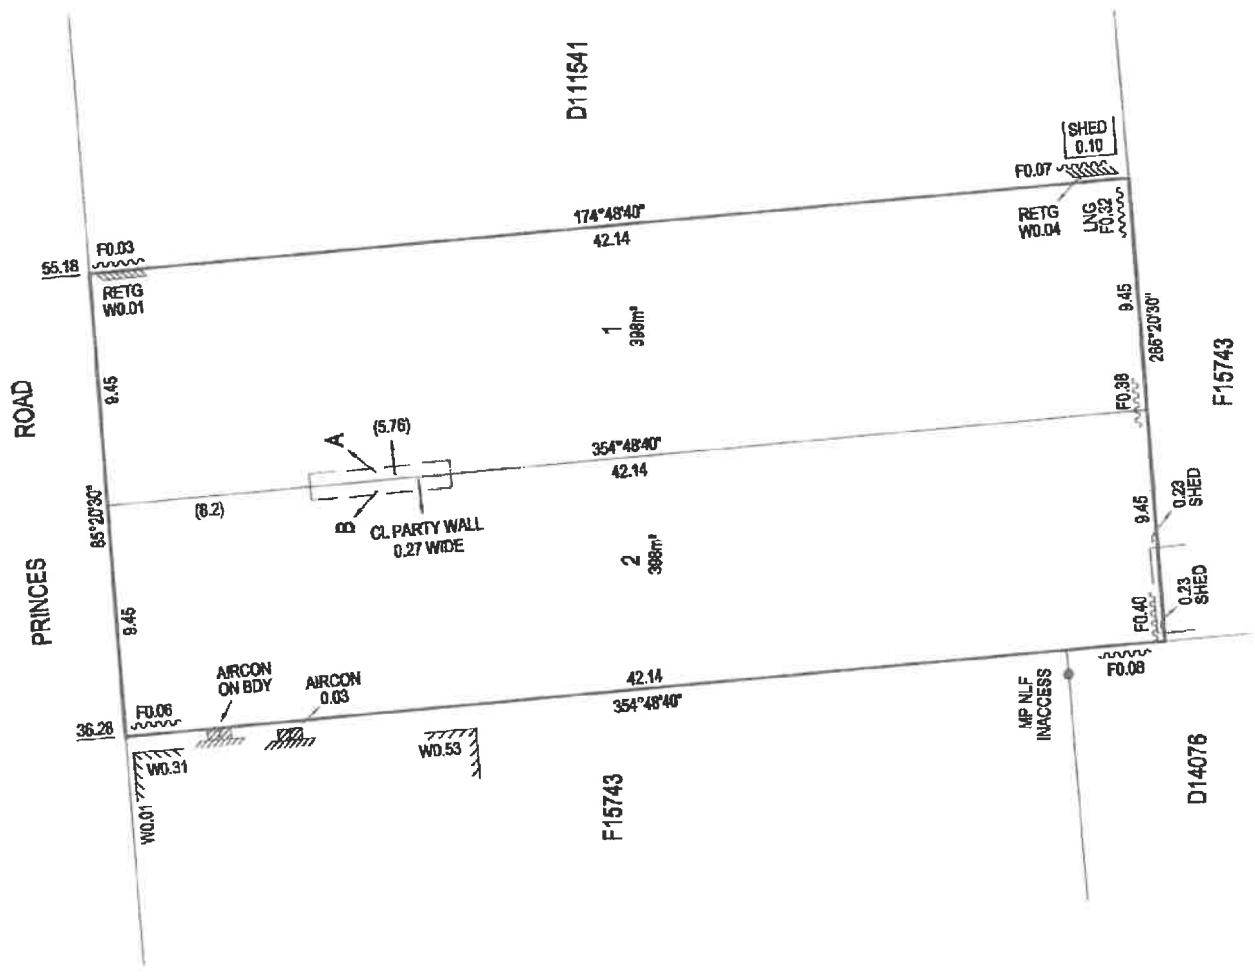 D111541
SHED
0.10
F0.07
RETG
W0.04
LNG
F0.32
174°48'40"
42.14
F0.03
55.18
RETG
W0.01
1
398m²
9.45
265°20'30"
F15743
ROAD
9.45
F0.38
A
(5.76)
354°48'40"
42.14
(8.2)
B
CL PARTY WALL
0.27 WIDE
85°20'30"
2
398m²
9.45
0.23
SHED
PRINCES
9.45
F0.40
0.23
SHED
AIRCON
ON BDY
AIRCON
0.03
42.14
354°48'40"
F0.08
F0.06
36.28
MP NLF
INACCESS
W0.31
W0.53
W0.01
F15743
D14076